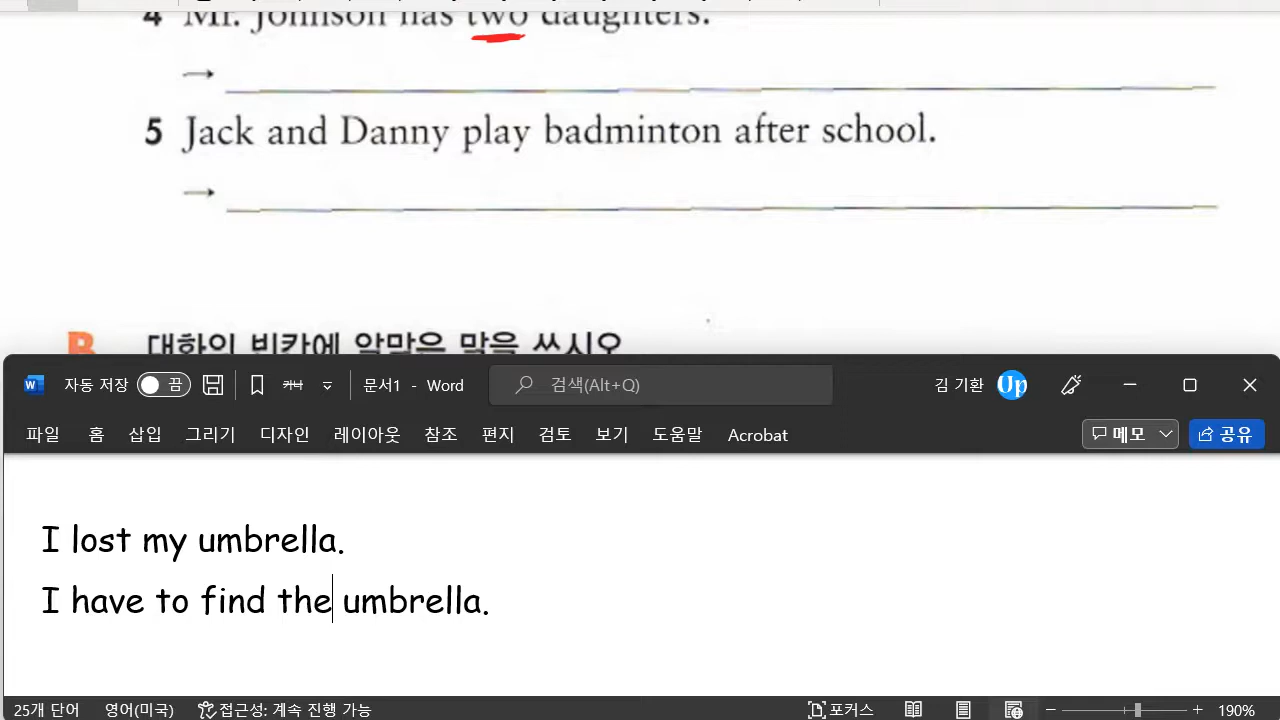 4 Mr. Johnson has two daughters.
→
5 Jack and Danny play badminton after school.
→
B 대화의 빈칸에 알맞은 말을 쓰시오
자동 저장 끔 가나 문서1 - Word 검색(Alt+Q) 김 기환 Up
파일 홈 삽입 그리기 디자인 레이아웃 참조 편지 검토 보기 도움말 Acrobat 메모 공유
I lost my umbrella.
I have to find the umbrella.
25개 단어 영어(미국) 접근성: 계속 진행 가능 포커스 190%